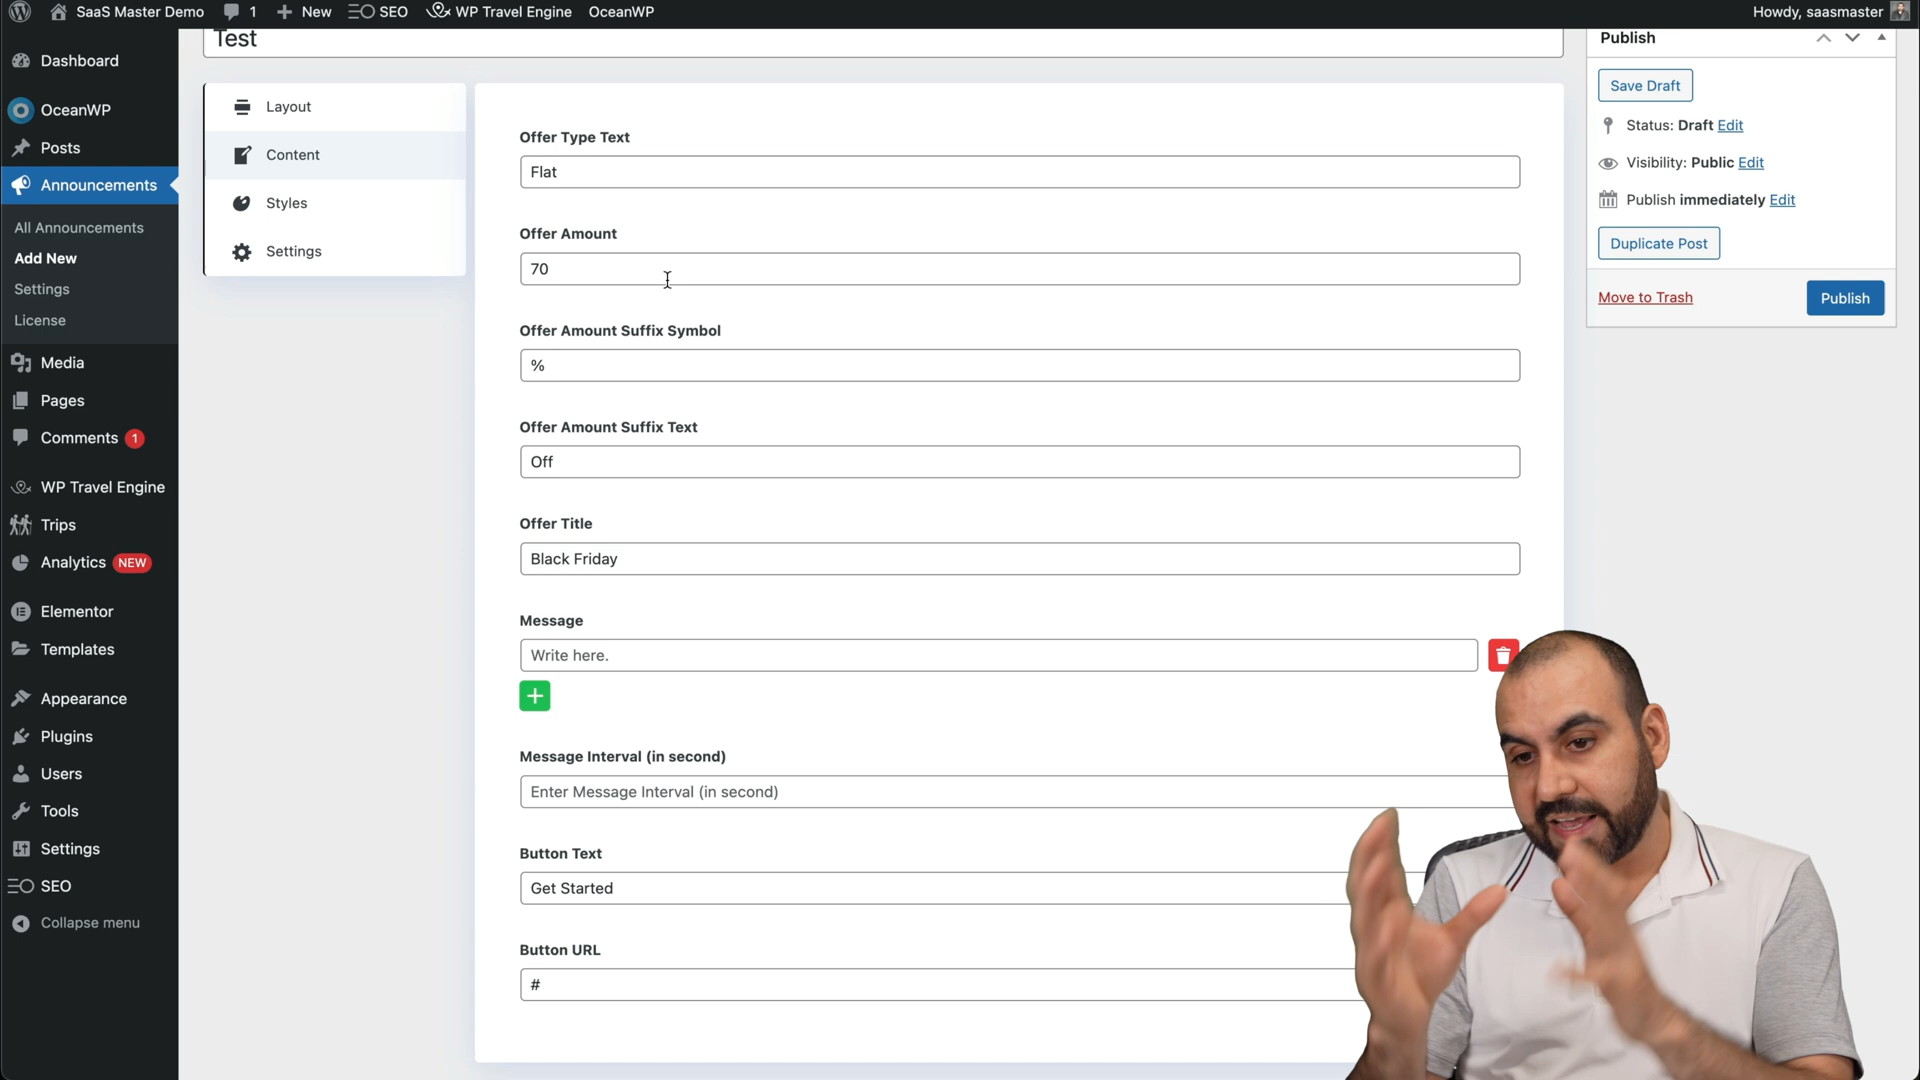 SaaS Master Demo 1 New SEO WP Travel Engine OceanWP Howdy, saasmaster
Dashboard
OceanWP
Posts
Announcements
All Announcements
Add New
Settings
License
Media
Pages
Comments 1
WP Travel Engine
Trips
Analytics NEW
Elementor
Templates
Appearance
Plugins
Users
Tools
Settings
SEO
Collapse menu
Test
Layout
Content
Styles
Settings
Offer Type Text
Flat
Offer Amount
70
Offer Amount Suffix Symbol
%
Offer Amount Suffix Text
Off
Offer Title
Black Friday
Message
Write here.
+
Message Interval (in second)
Enter Message Interval (in second)
Button Text
Get Started
Button URL
#
Publish
Save Draft
Status: Draft Edit
Visibility: Public Edit
Publish immediately Edit
Duplicate Post
Move to Trash
Publish